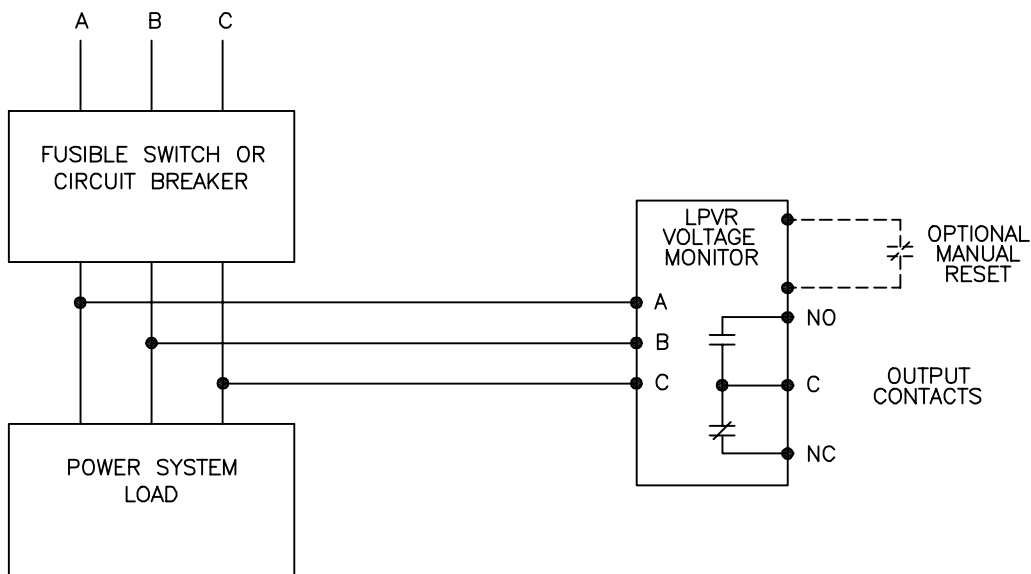 A B C
FUSIBLE SWITCH OR
CIRCUIT BREAKER
LPVR
VOLTAGE
MONITOR
OPTIONAL
MANUAL
RESET
A
B
C
NO
C
NC
OUTPUT
CONTACTS
POWER SYSTEM
LOAD